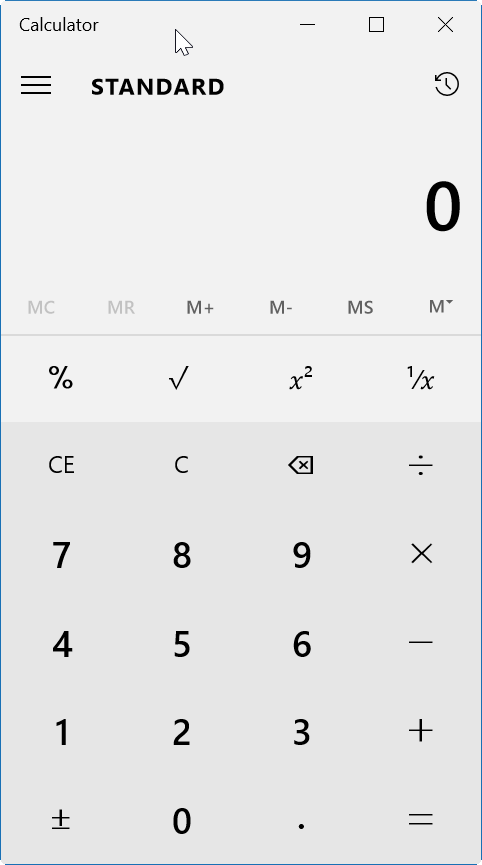 Calculator
STANDARD
0
MC MR M+ M- MS M▾
% √ x² ¹/x
CE C ⌫ ÷
7 8 9 ×
4 5 6 −
1 2 3 +
± 0 . =